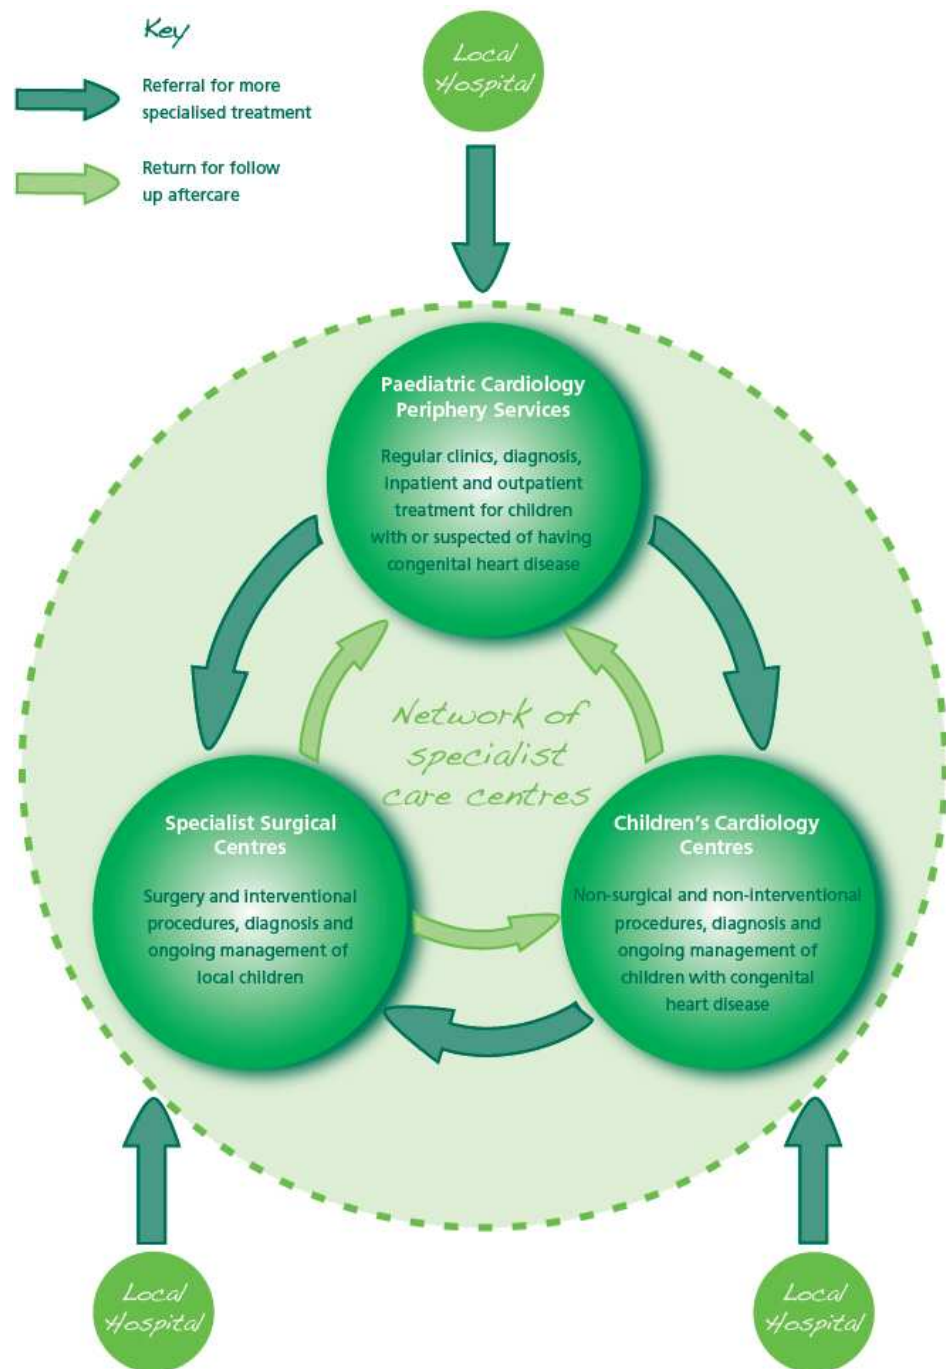 Key
Referral for more
specialised treatment
Return for follow
up aftercare
Local
Hospital
Paediatric Cardiology
Periphery Services
Regular clinics, diagnosis,
inpatient and outpatient
treatment for children
with or suspected of having
congenital heart disease
Network of
specialist
care centres
Specialist Surgical
Centres
Surgery and interventional
procedures, diagnosis and
ongoing management of
local children
Children's Cardiology
Centres
Non-surgical and non-interventional
procedures, diagnosis and
ongoing management of
children with congenital
heart disease
Local
Hospital
Local
Hospital